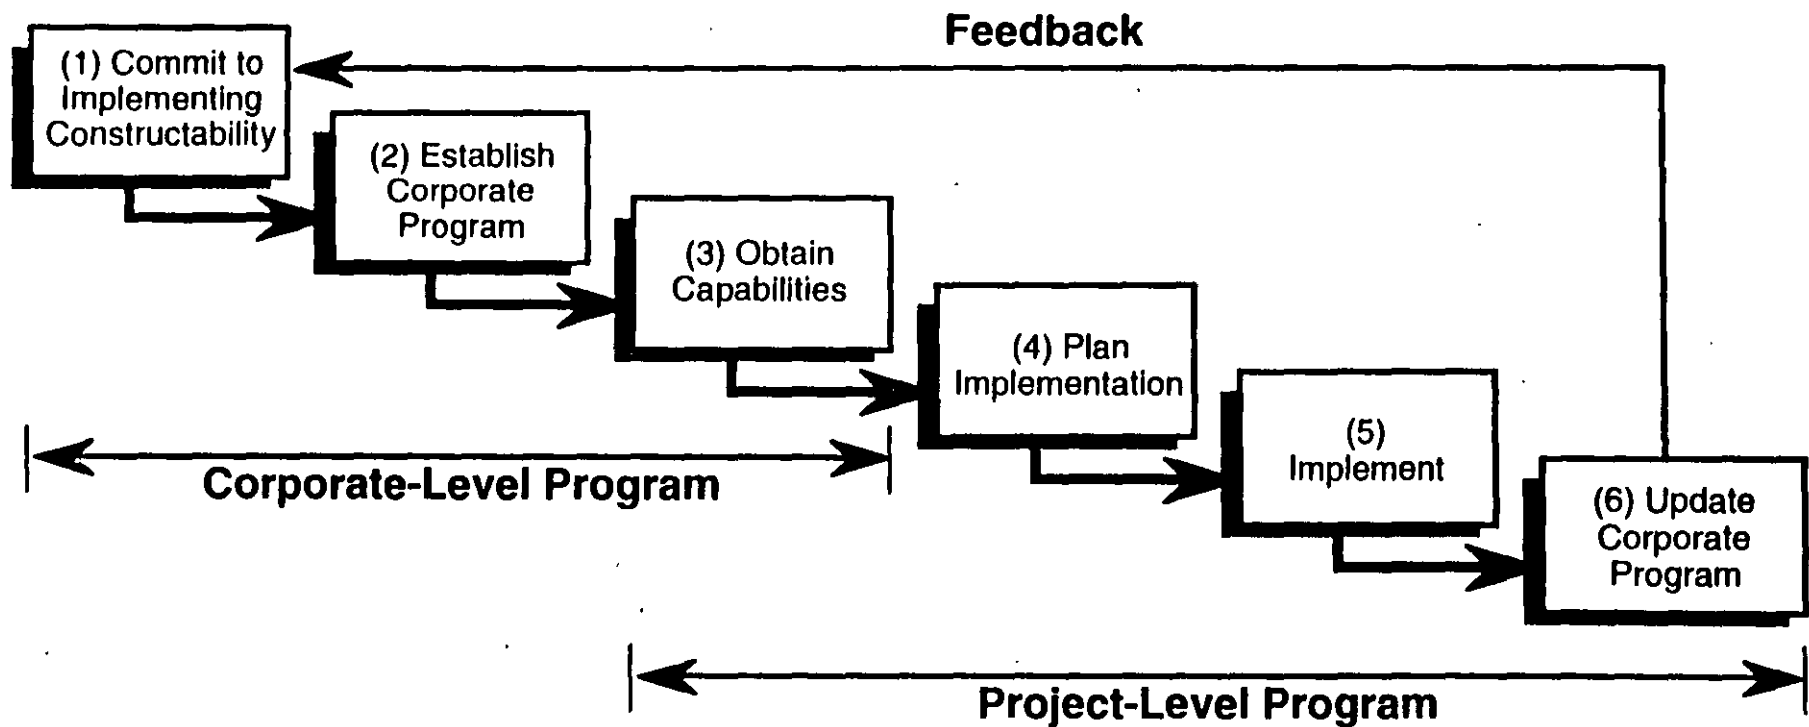 Feedback
(1) Commit to
Implementing
Constructability
(2) Establish
Corporate
Program
(3) Obtain
Capabilities
(4) Plan
Implementation
(5)
Implement
(6) Update
Corporate
Program
Corporate-Level Program
Project-Level Program